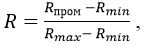 R = (R_пром − R_min) / (R_max − R_min) ,